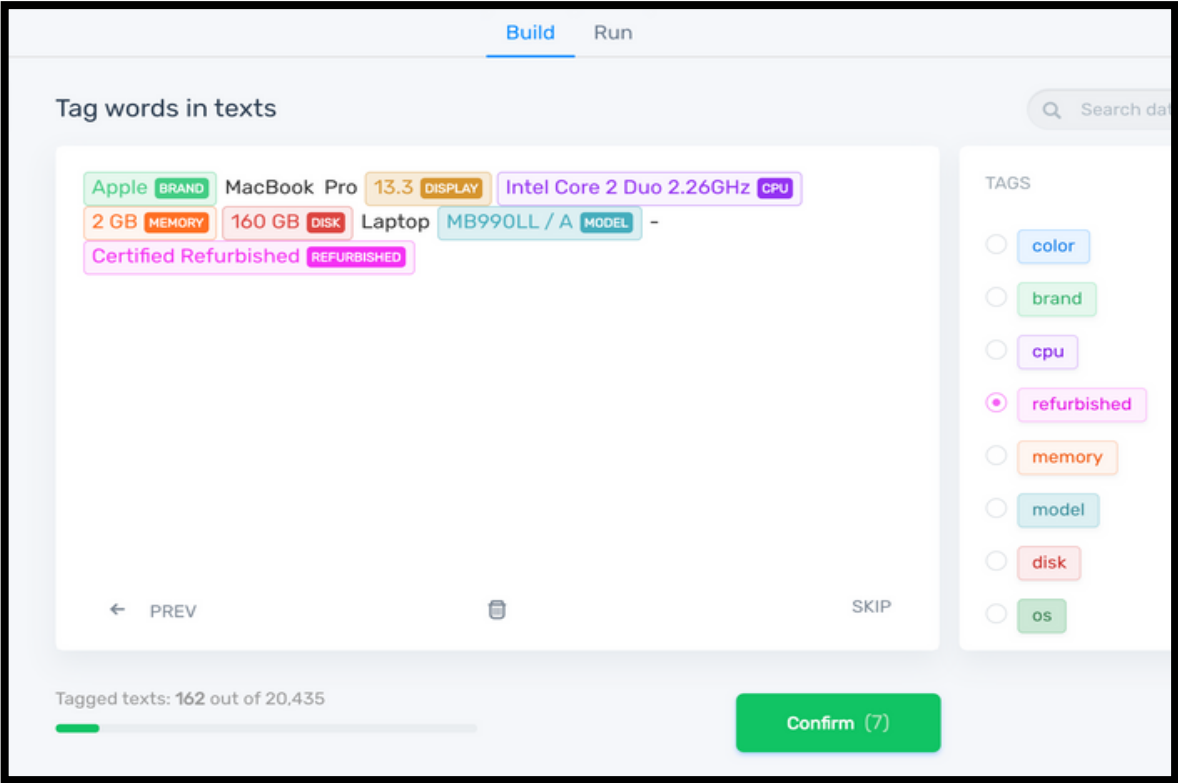 Build Run
Tag words in texts
Search dat
Apple BRAND MacBook Pro 13.3 DISPLAY Intel Core 2 Duo 2.26GHz CPU
2 GB MEMORY 160 GB DISK Laptop MB990LL / A MODEL -
Certified Refurbished REFURBISHED
TAGS
color
brand
cpu
refurbished
memory
model
disk
os
← PREV
SKIP
Tagged texts: 162 out of 20,435
Confirm (7)